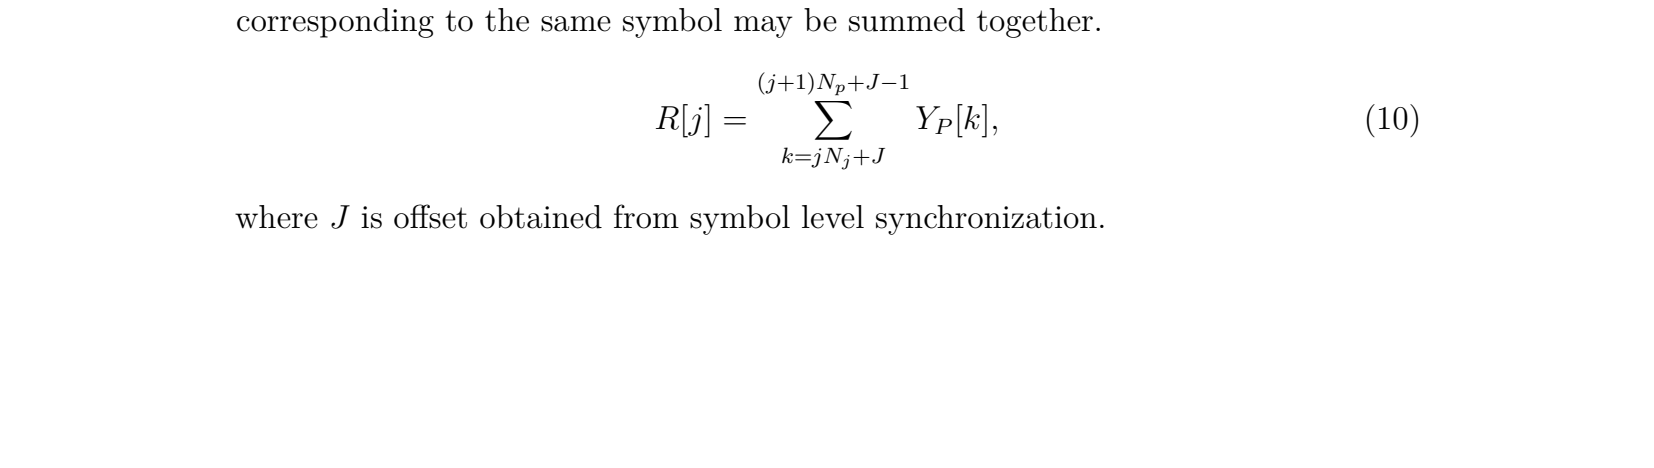 corresponding to the same symbol may be summed together.
R[j] = \sum_{k=jN_j+J}^{(j+1)N_p+J-1} Y_P[k], (10)
where J is offset obtained from symbol level synchronization.